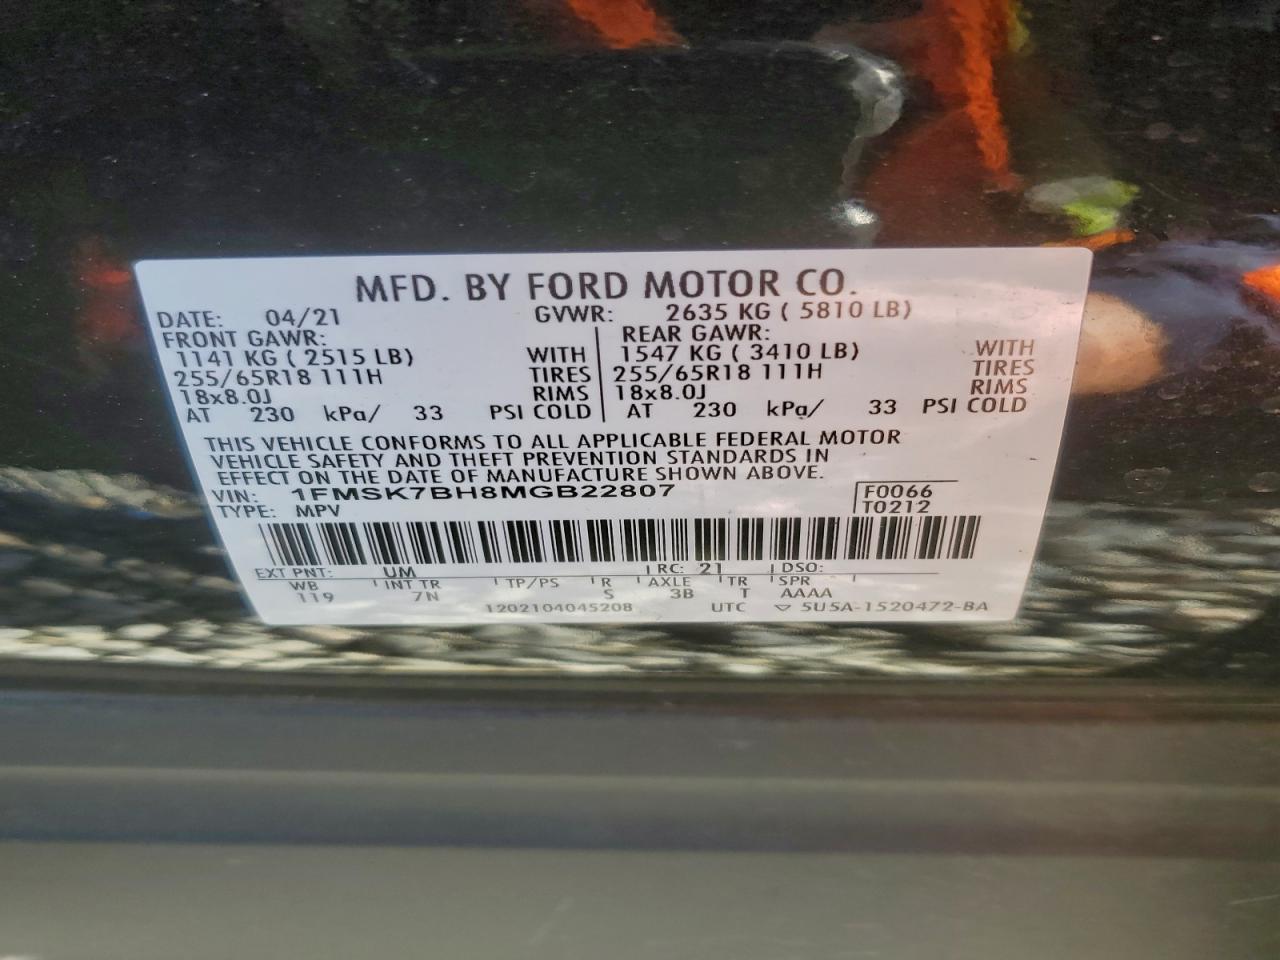 MFD. BY FORD MOTOR CO.
DATE: 04/21 GVWR: 2635 KG ( 5810 LB)
FRONT GAWR: REAR GAWR:
1141 KG ( 2515 LB) WITH 1547 KG ( 3410 LB) WITH
255/65R18 111H TIRES 255/65R18 111H TIRES
18x8.0J RIMS 18x8.0J RIMS
AT 230 kPa/ 33 PSI COLD AT 230 kPa/ 33 PSI COLD
THIS VEHICLE CONFORMS TO ALL APPLICABLE FEDERAL MOTOR
VEHICLE SAFETY AND THEFT PREVENTION STANDARDS IN
EFFECT ON THE DATE OF MANUFACTURE SHOWN ABOVE.
VIN: 1FMSK7BH8MGB22807 F0066
TYPE: MPV T0212
EXT PNT: UM RC: 21 DSO:
WB INT TR TP/PS R AXLE TR SPR
119 7N S 3B T AAAA
1202104045208 UTC ▽ 5U5A-1520472-BA